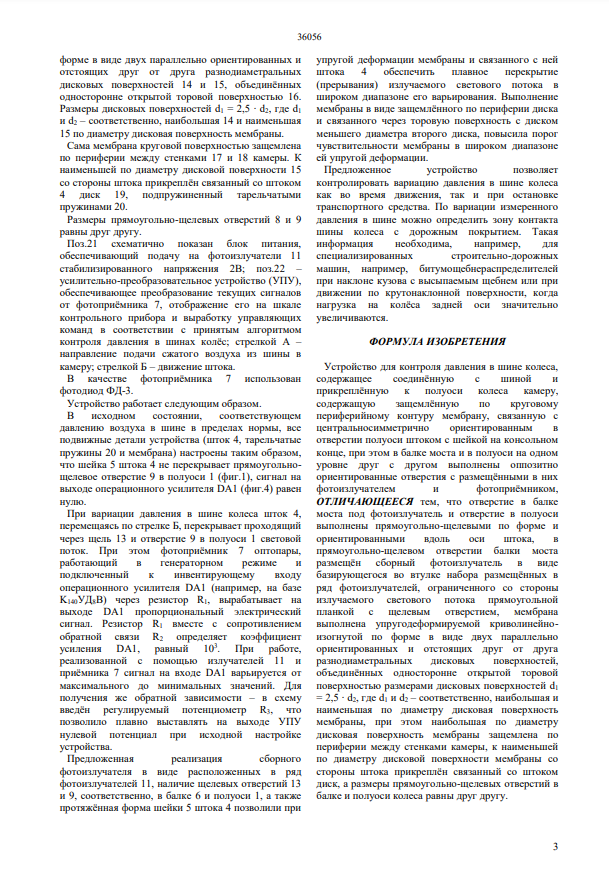 36056
форме в виде двух параллельно ориентированных и
отстоящих друг от друга разнодиаметральных
дисковых поверхностей 14 и 15, объединённых
односторонне открытой торовой поверхностью 16.
Размеры дисковых поверхностей d1 = 2,5 · d2, где d1
и d2 – соответственно, наибольшая 14 и наименьшая
15 по диаметру дисковая поверхность мембраны.
Сама мембрана круговой поверхностью защемлена
по периферии между стенками 17 и 18 камеры. К
наименьшей по диаметру дисковой поверхности 15
со стороны штока прикреплён связанный со штоком
4 диск 19, подпружиненный тарельчатыми
пружинами 20.
Размеры прямоугольно-щелевых отверстий 8 и 9
равны друг другу.
Поз.21 схематично показан блок питания,
обеспечивающий подачу на фотоизлучатели 11
стабилизированного напряжения 2В; поз.22 –
усилительно-преобразовательное устройство (УПУ),
обеспечивающее преобразование текущих сигналов
от фотоприёмника 7, отображение его на шкале
контрольного прибора и выработку управляющих
команд в соответствии с принятым алгоритмом
контроля давления в шинах колёс; стрелкой А –
направление подачи сжатого воздуха из шины в
камеру; стрелкой Б – движение штока.
В качестве фотоприёмника 7 использован
фотодиод ФД-3.
Устройство работает следующим образом.
В исходном состоянии, соответствующем
давлению воздуха в шине в пределах нормы, все
подвижные детали устройства (шток 4, тарельчатые
пружины 20 и мембрана) настроены таким образом,
что шейка 5 штока 4 не перекрывает прямоугольно-
щелевое отверстие 9 в полуоси 1 (фиг.1), сигнал на
выходе операционного усилителя DA1 (фиг.4) равен
нулю.
При вариации давления в шине колеса шток 4,
перемещаясь по стрелке Б, перекрывает проходящий
через щель 13 и отверстие 9 в полуоси 1 световой
поток. При этом фотоприёмник 7 оптопары,
работающий в генераторном режиме и
подключенный к инвентирующему входу
операционного усилителя DA1 (например, на базе
К140УД8В) через резистор R1, вырабатывает на
выходе DA1 пропорциональный электрический
сигнал. Резистор R1 вместе с сопротивлением
обратной связи R2 определяет коэффициент
усиления DA1, равный 10³. При работе,
реализованной с помощью излучателей 11 и
приёмника 7 сигнал на входе DA1 варьируется от
максимального до минимальных значений. Для
получения же обратной зависимости – в схему
введён регулируемый потенциометр R3, что
позволило плавно выставлять на выходе УПУ
нулевой потенциал при исходной настройке
устройства.
Предложенная реализация сборного
фотоизлучателя в виде расположенных в ряд
фотоизлучателей 11, наличие щелевых отверстий 13
и 9, соответственно, в балке 6 и полуоси 1, а также
протяжённая форма шейки 5 штока 4 позволили при
упругой деформации мембраны и связанного с ней
штока 4 обеспечить плавное перекрытие
(прерывания) излучаемого светового потока в
широком диапазоне его варьирования. Выполнение
мембраны в виде защемлённого по периферии диска
и связанного через торовую поверхность с диском
меньшего диаметра второго диска, повысила порог
чувствительности мембраны в широком диапазоне
ей упругой деформации.
Предложенное устройство позволяет
контролировать вариацию давления в шине колеса
как во время движения, так и при остановке
транспортного средства. По вариации измеренного
давления в шине можно определить зону контакта
шины колеса с дорожным покрытием. Такая
информация необходима, например, для
специализированных строительно-дорожных
машин, например, битумощебнераспределителей
при наклоне кузова с высыпаемым щебнем или при
движении по крутонаклонной поверхности, когда
нагрузка на колёса задней оси значительно
увеличиваются.
ФОРМУЛА ИЗОБРЕТЕНИЯ
Устройство для контроля давления в шине колеса,
содержащее соединённую с шиной и
прикреплённую к полуоси колеса камеру,
содержащую защемлённую по круговому
периферийному контуру мембрану, связанную с
центральносимметрично ориентированным в
отверстии полуоси штоком с шейкой на консольном
конце, при этом в балке моста и в полуоси на одном
уровне друг с другом выполнены оппозитно
ориентированные отверстия с размещёнными в них
фотоизлучателем и фотоприёмником,
ОТЛИЧАЮЩЕЕСЯ тем, что отверстие в балке
моста под фотоизлучатель и отверстие в полуоси
выполнены прямоугольно-щелевыми по форме и
ориентированными вдоль оси штока, в
прямоугольно-щелевом отверстии балки моста
размещён сборный фотоизлучатель в виде
базирующегося во втулке набора размещённых в
ряд фотоизлучателей, ограниченного со стороны
излучаемого светового потока прямоугольной
планкой с щелевым отверстием, мембрана
выполнена упругодеформируемой криволинейно-
изогнутой по форме в виде двух параллельно
ориентированных и отстоящих друг от друга
разнодиаметральных дисковых поверхностей,
объединённых односторонне открытой торовой
поверхностью размерами дисковых поверхностей d1
= 2,5 · d2, где d1 и d2 – соответственно, наибольшая и
наименьшая по диаметру дисковая поверхность
мембраны, при этом наибольшая по диаметру
дисковая поверхность мембраны защемлена по
периферии между стенками камеры, к наименьшей
по диаметру дисковой поверхности мембраны со
стороны штока прикреплён связанный со штоком
диск, а размеры прямоугольно-щелевых отверстий в
балке и полуоси колеса равны друг другу.
3